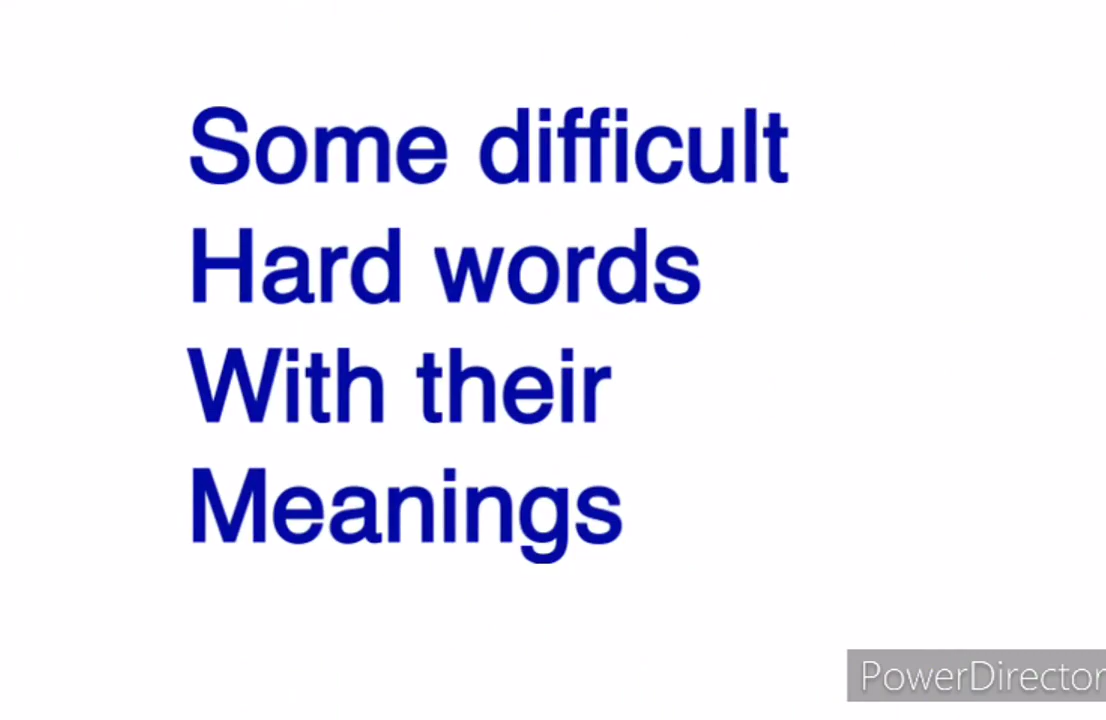 Some difficult
Hard words
With their
Meanings
PowerDirector